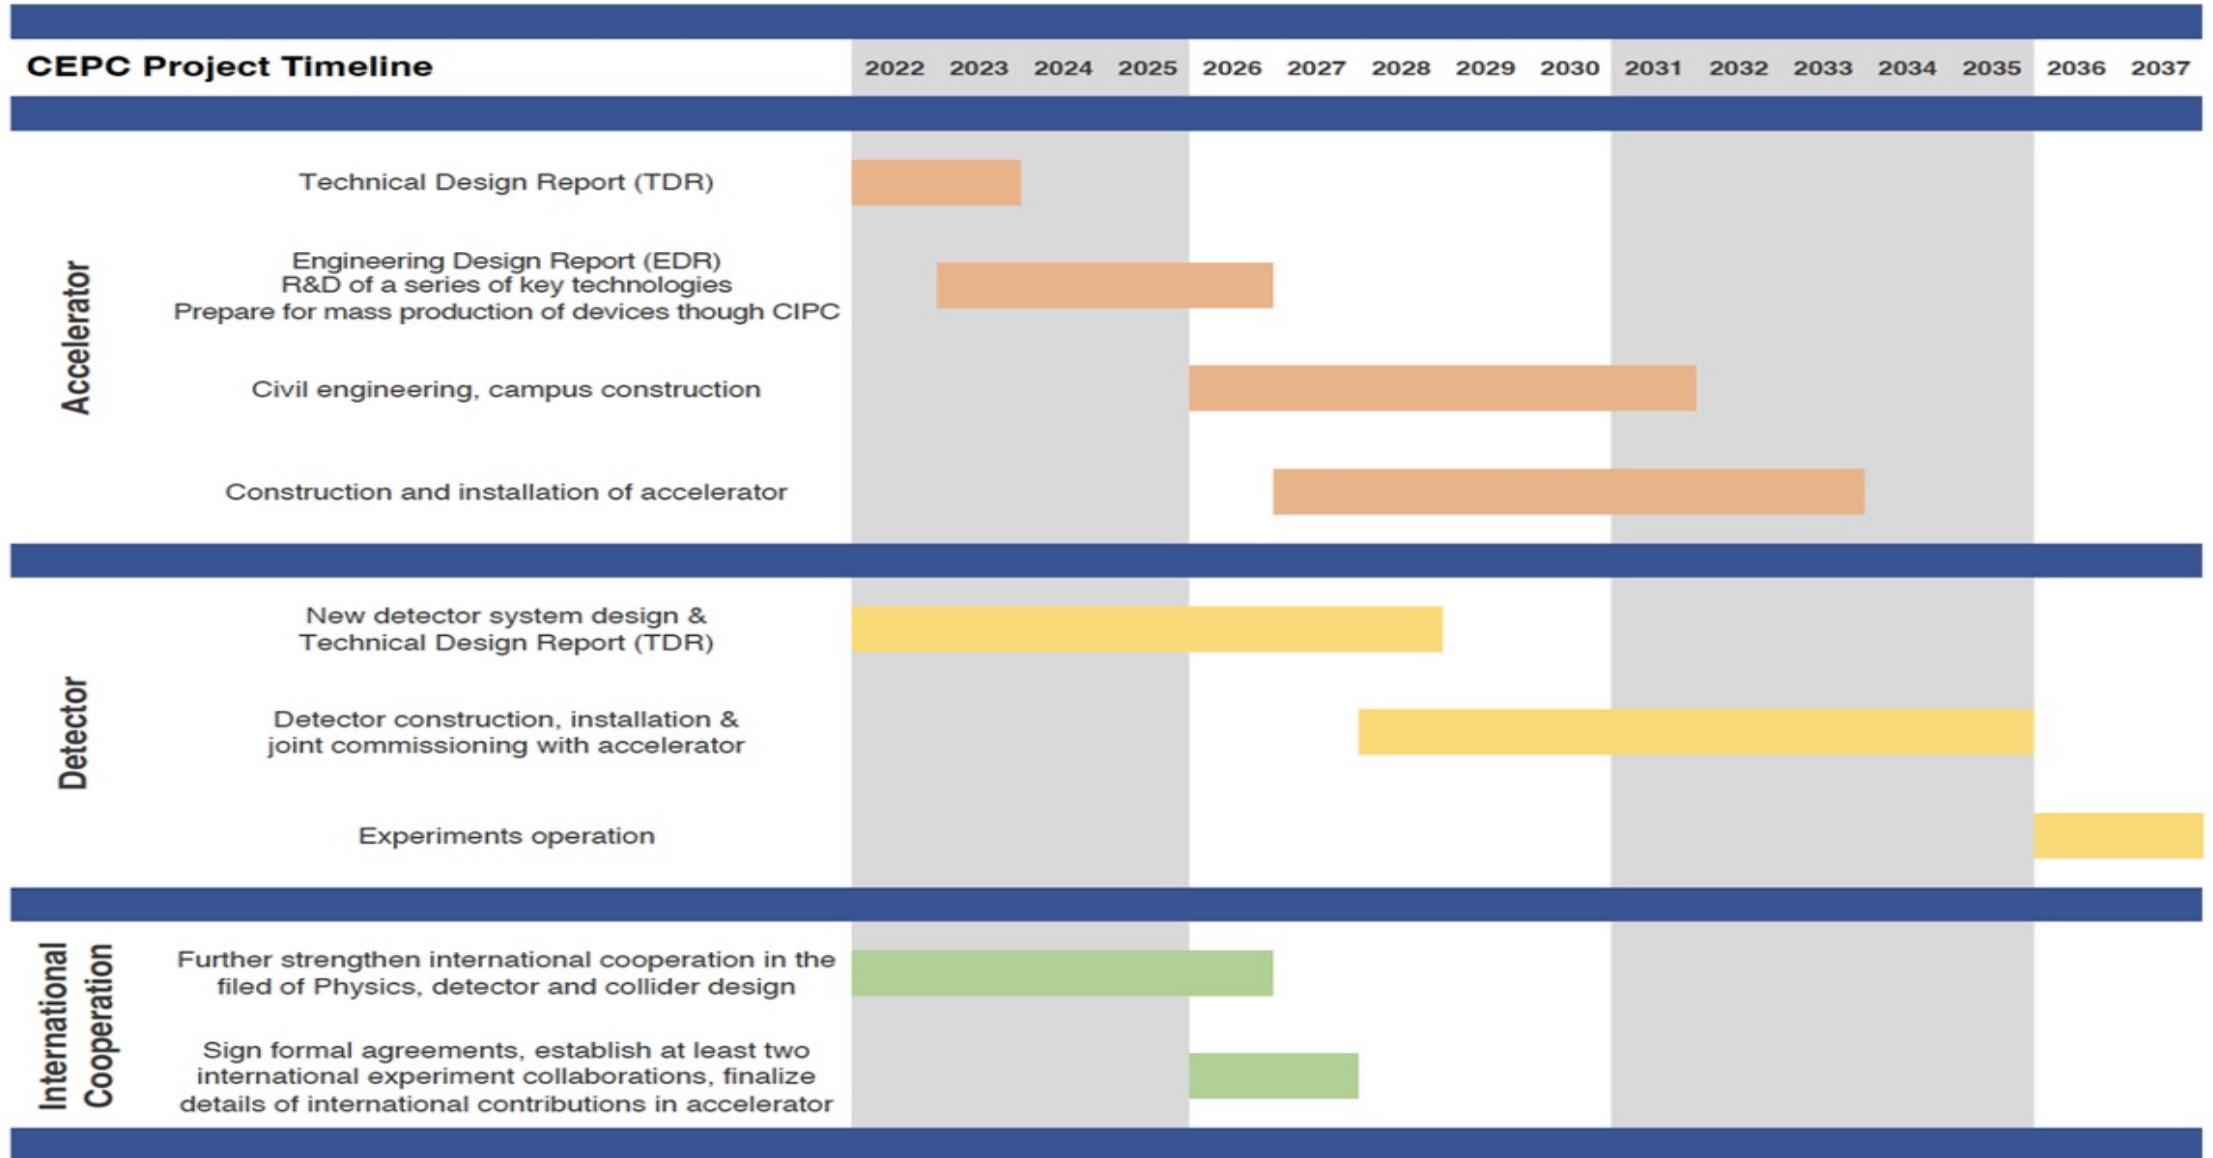 CEPC Project Timeline
2022 2023 2024 2025 2026 2027 2028 2029 2030 2031 2032 2033 2034 2035 2036 2037
Accelerator
Technical Design Report (TDR)
Engineering Design Report (EDR)
R&D of a series of key technologies
Prepare for mass production of devices though CIPC
Civil engineering, campus construction
Construction and installation of accelerator
Detector
New detector system design &
Technical Design Report (TDR)
Detector construction, installation &
joint commissioning with accelerator
Experiments operation
International
Cooperation
Further strengthen international cooperation in the
filed of Physics, detector and collider design
Sign formal agreements, establish at least two
international experiment collaborations, finalize
details of international contributions in accelerator